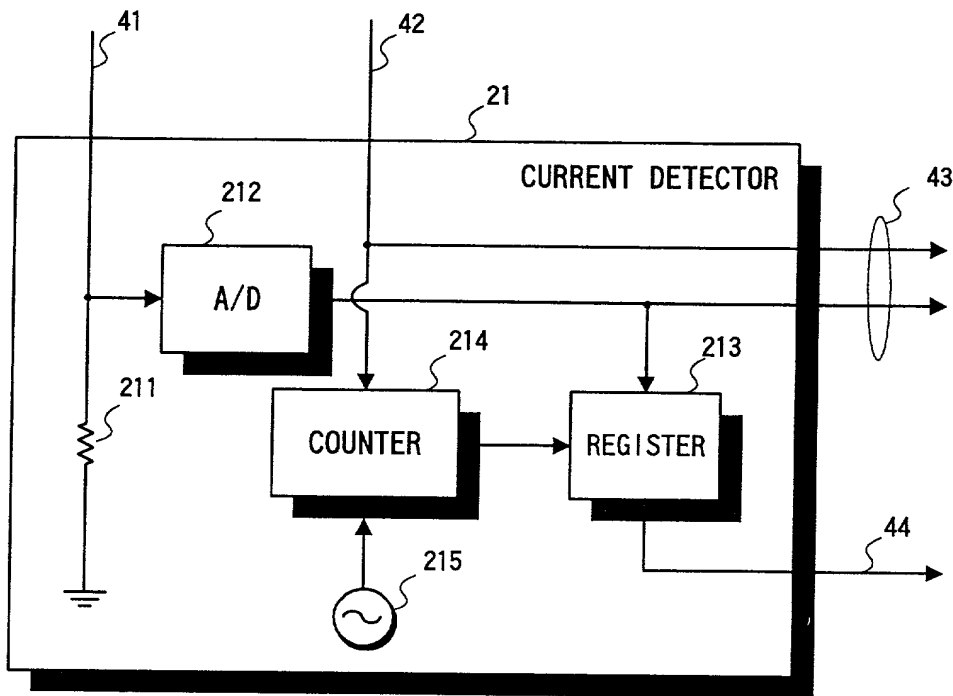 41
42
21
CURRENT DETECTOR
43
212
A/D
214
213
211
COUNTER
REGISTER
44
215